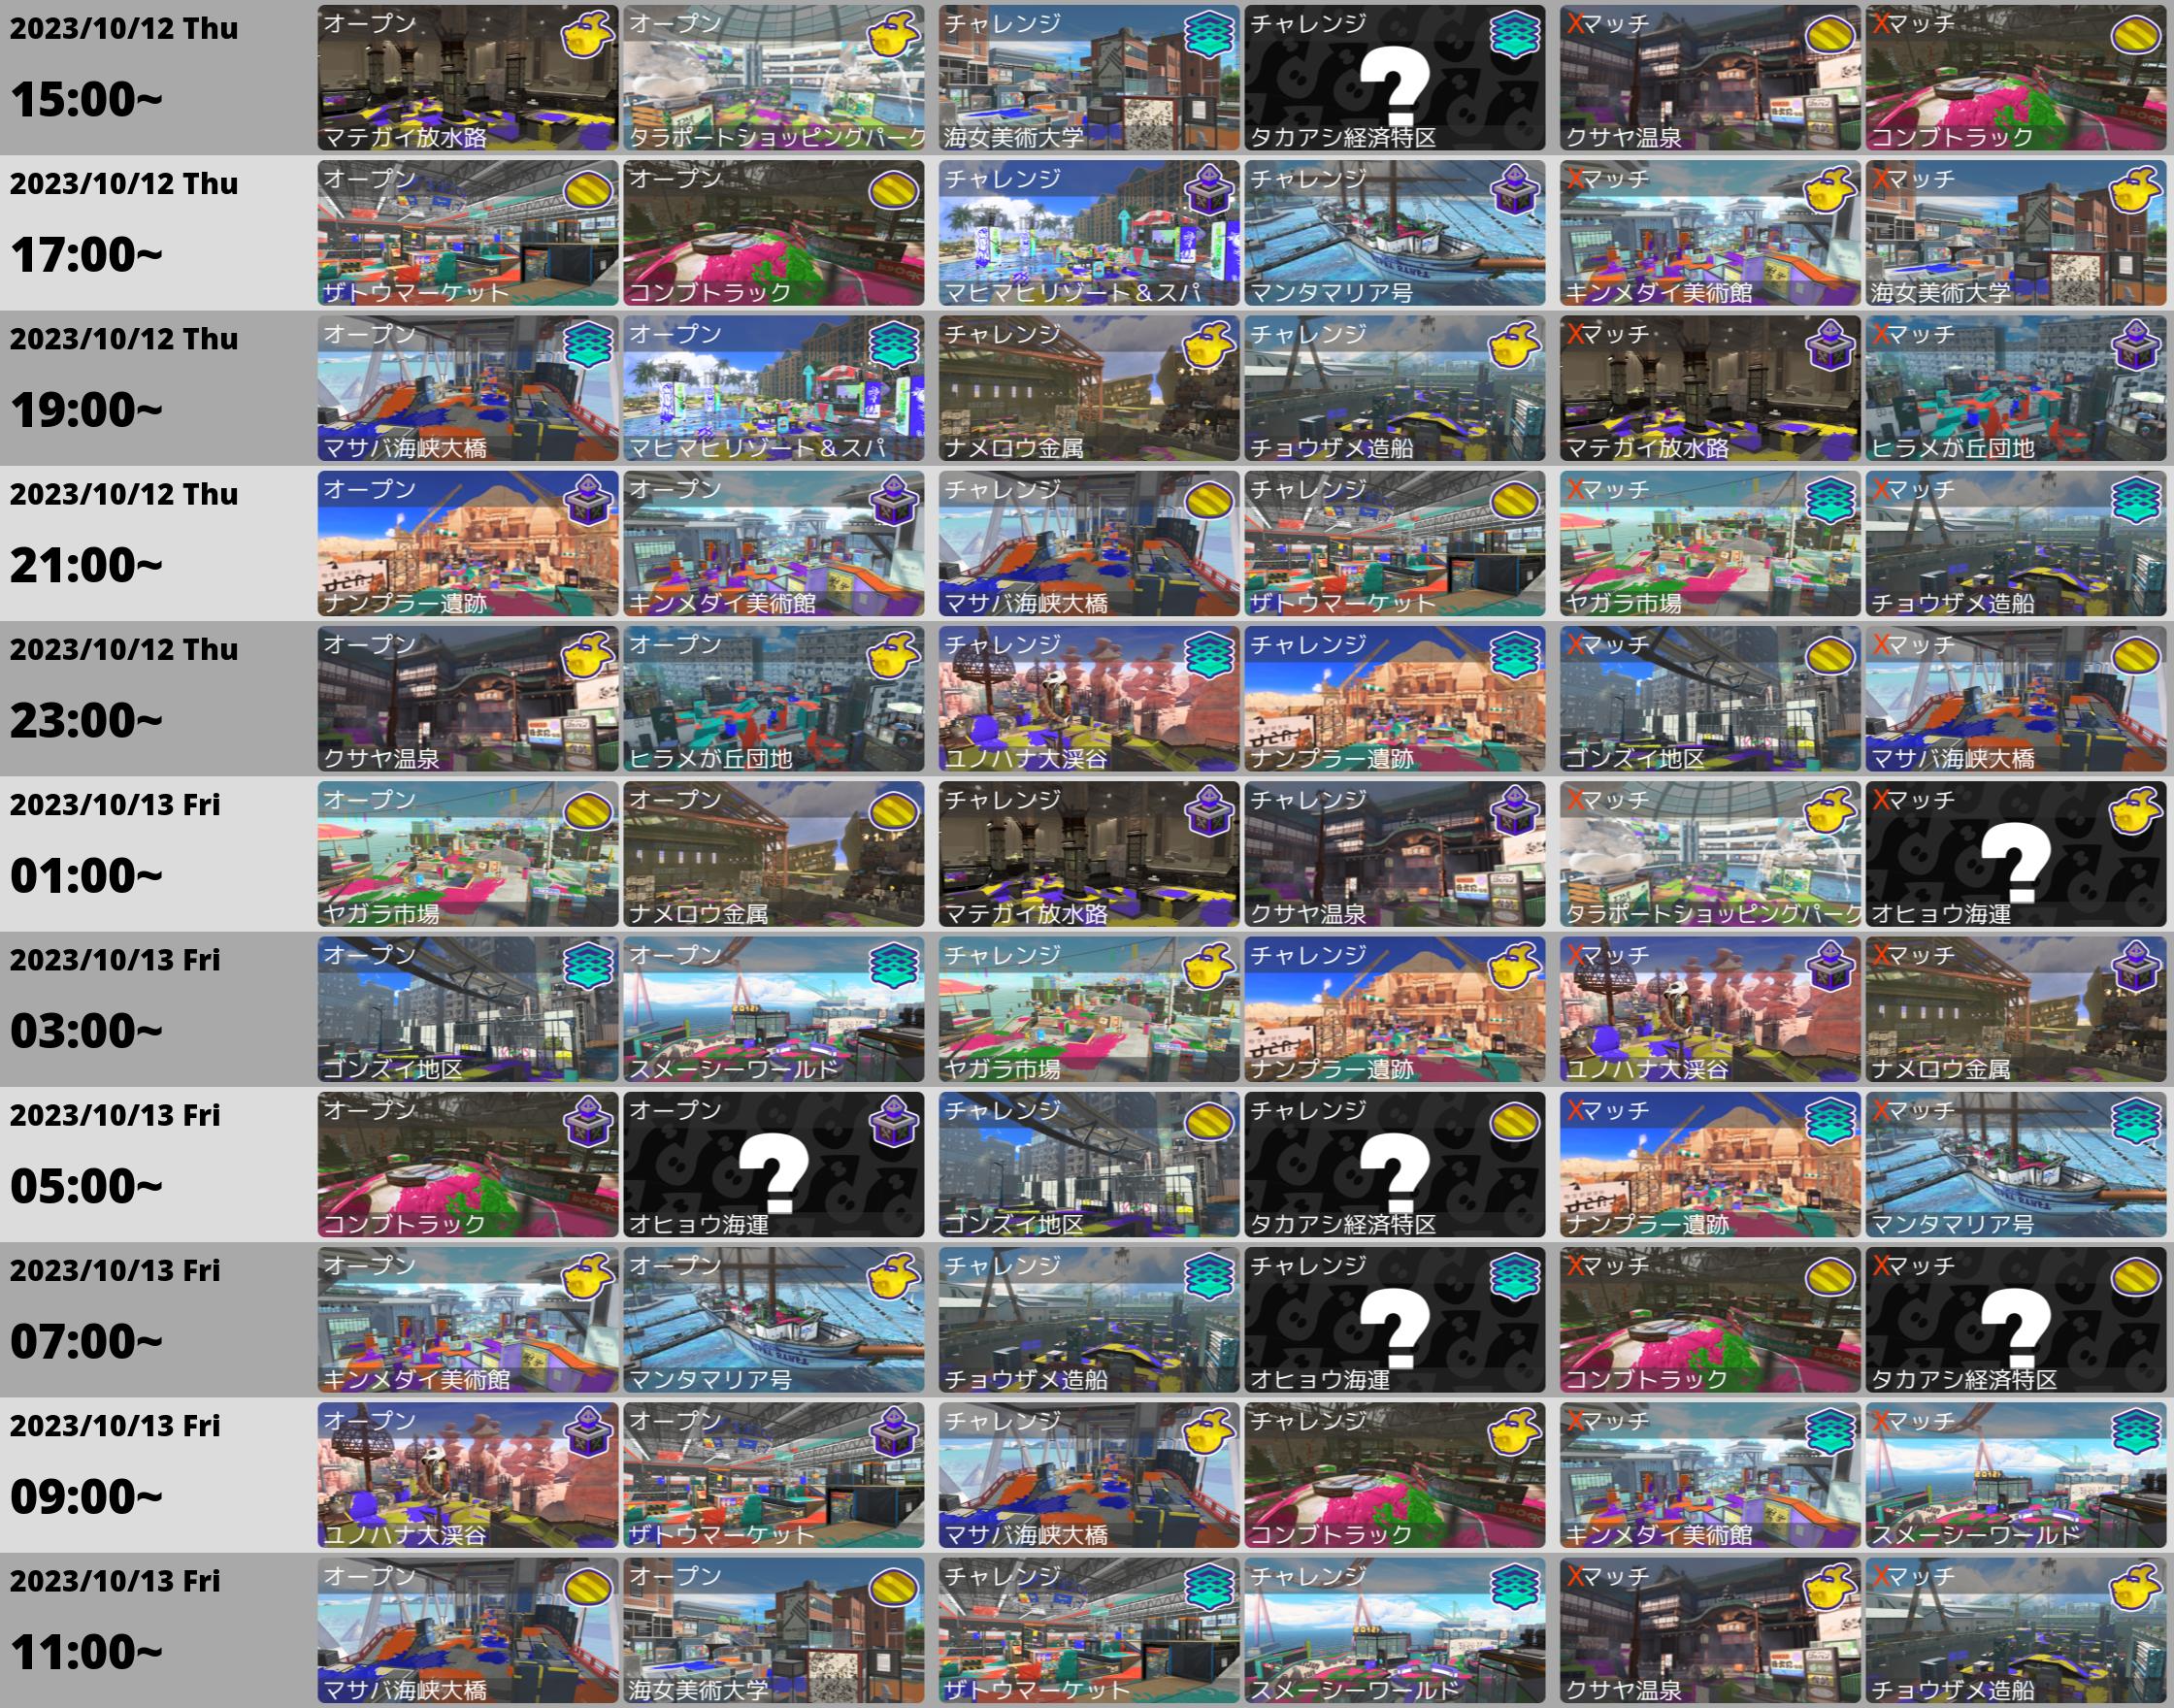 2023/10/12 Thu
15:00~
オープン オープン チャレンジ チャレンジ Xマッチ Xマッチ
マテガイ放水路 タラポートショッピングパーク 海女美術大学 タカアシ経済特区 クサヤ温泉 コンブトラック
2023/10/12 Thu
17:00~
オープン オープン チャレンジ チャレンジ Xマッチ Xマッチ
ザトウマーケット コンブトラック マヒマヒリゾート＆スパ マンタマリア号 キンメダイ美術館 海女美術大学
2023/10/12 Thu
19:00~
オープン オープン チャレンジ チャレンジ Xマッチ Xマッチ
マサバ海峡大橋 マヒマヒリゾート＆スパ ナメロウ金属 チョウザメ造船 マテガイ放水路 ヒラメが丘団地
2023/10/12 Thu
21:00~
オープン オープン チャレンジ チャレンジ Xマッチ Xマッチ
ナンプラー遺跡 キンメダイ美術館 マサバ海峡大橋 ザトウマーケット ヤガラ市場 チョウザメ造船
2023/10/12 Thu
23:00~
オープン オープン チャレンジ チャレンジ Xマッチ Xマッチ
クサヤ温泉 ヒラメが丘団地 ユノハナ大渓谷 ナンプラー遺跡 ゴンズイ地区 マサバ海峡大橋
2023/10/13 Fri
01:00~
オープン オープン チャレンジ チャレンジ Xマッチ Xマッチ
ヤガラ市場 ナメロウ金属 マテガイ放水路 クサヤ温泉 タラポートショッピングパーク オヒョウ海運
2023/10/13 Fri
03:00~
オープン オープン チャレンジ チャレンジ Xマッチ Xマッチ
ゴンズイ地区 スメーシーワールド ヤガラ市場 ナンプラー遺跡 ユノハナ大渓谷 ナメロウ金属
2023/10/13 Fri
05:00~
オープン オープン チャレンジ チャレンジ Xマッチ Xマッチ
コンブトラック オヒョウ海運 ゴンズイ地区 タカアシ経済特区 ナンプラー遺跡 マンタマリア号
2023/10/13 Fri
07:00~
オープン オープン チャレンジ チャレンジ Xマッチ Xマッチ
キンメダイ美術館 マンタマリア号 チョウザメ造船 オヒョウ海運 コンブトラック タカアシ経済特区
2023/10/13 Fri
09:00~
オープン オープン チャレンジ チャレンジ Xマッチ Xマッチ
ユノハナ大渓谷 ザトウマーケット マサバ海峡大橋 コンブトラック キンメダイ美術館 スメーシーワールド
2023/10/13 Fri
11:00~
オープン オープン チャレンジ チャレンジ Xマッチ Xマッチ
マサバ海峡大橋 海女美術大学 ザトウマーケット スメーシーワールド クサヤ温泉 チョウザメ造船